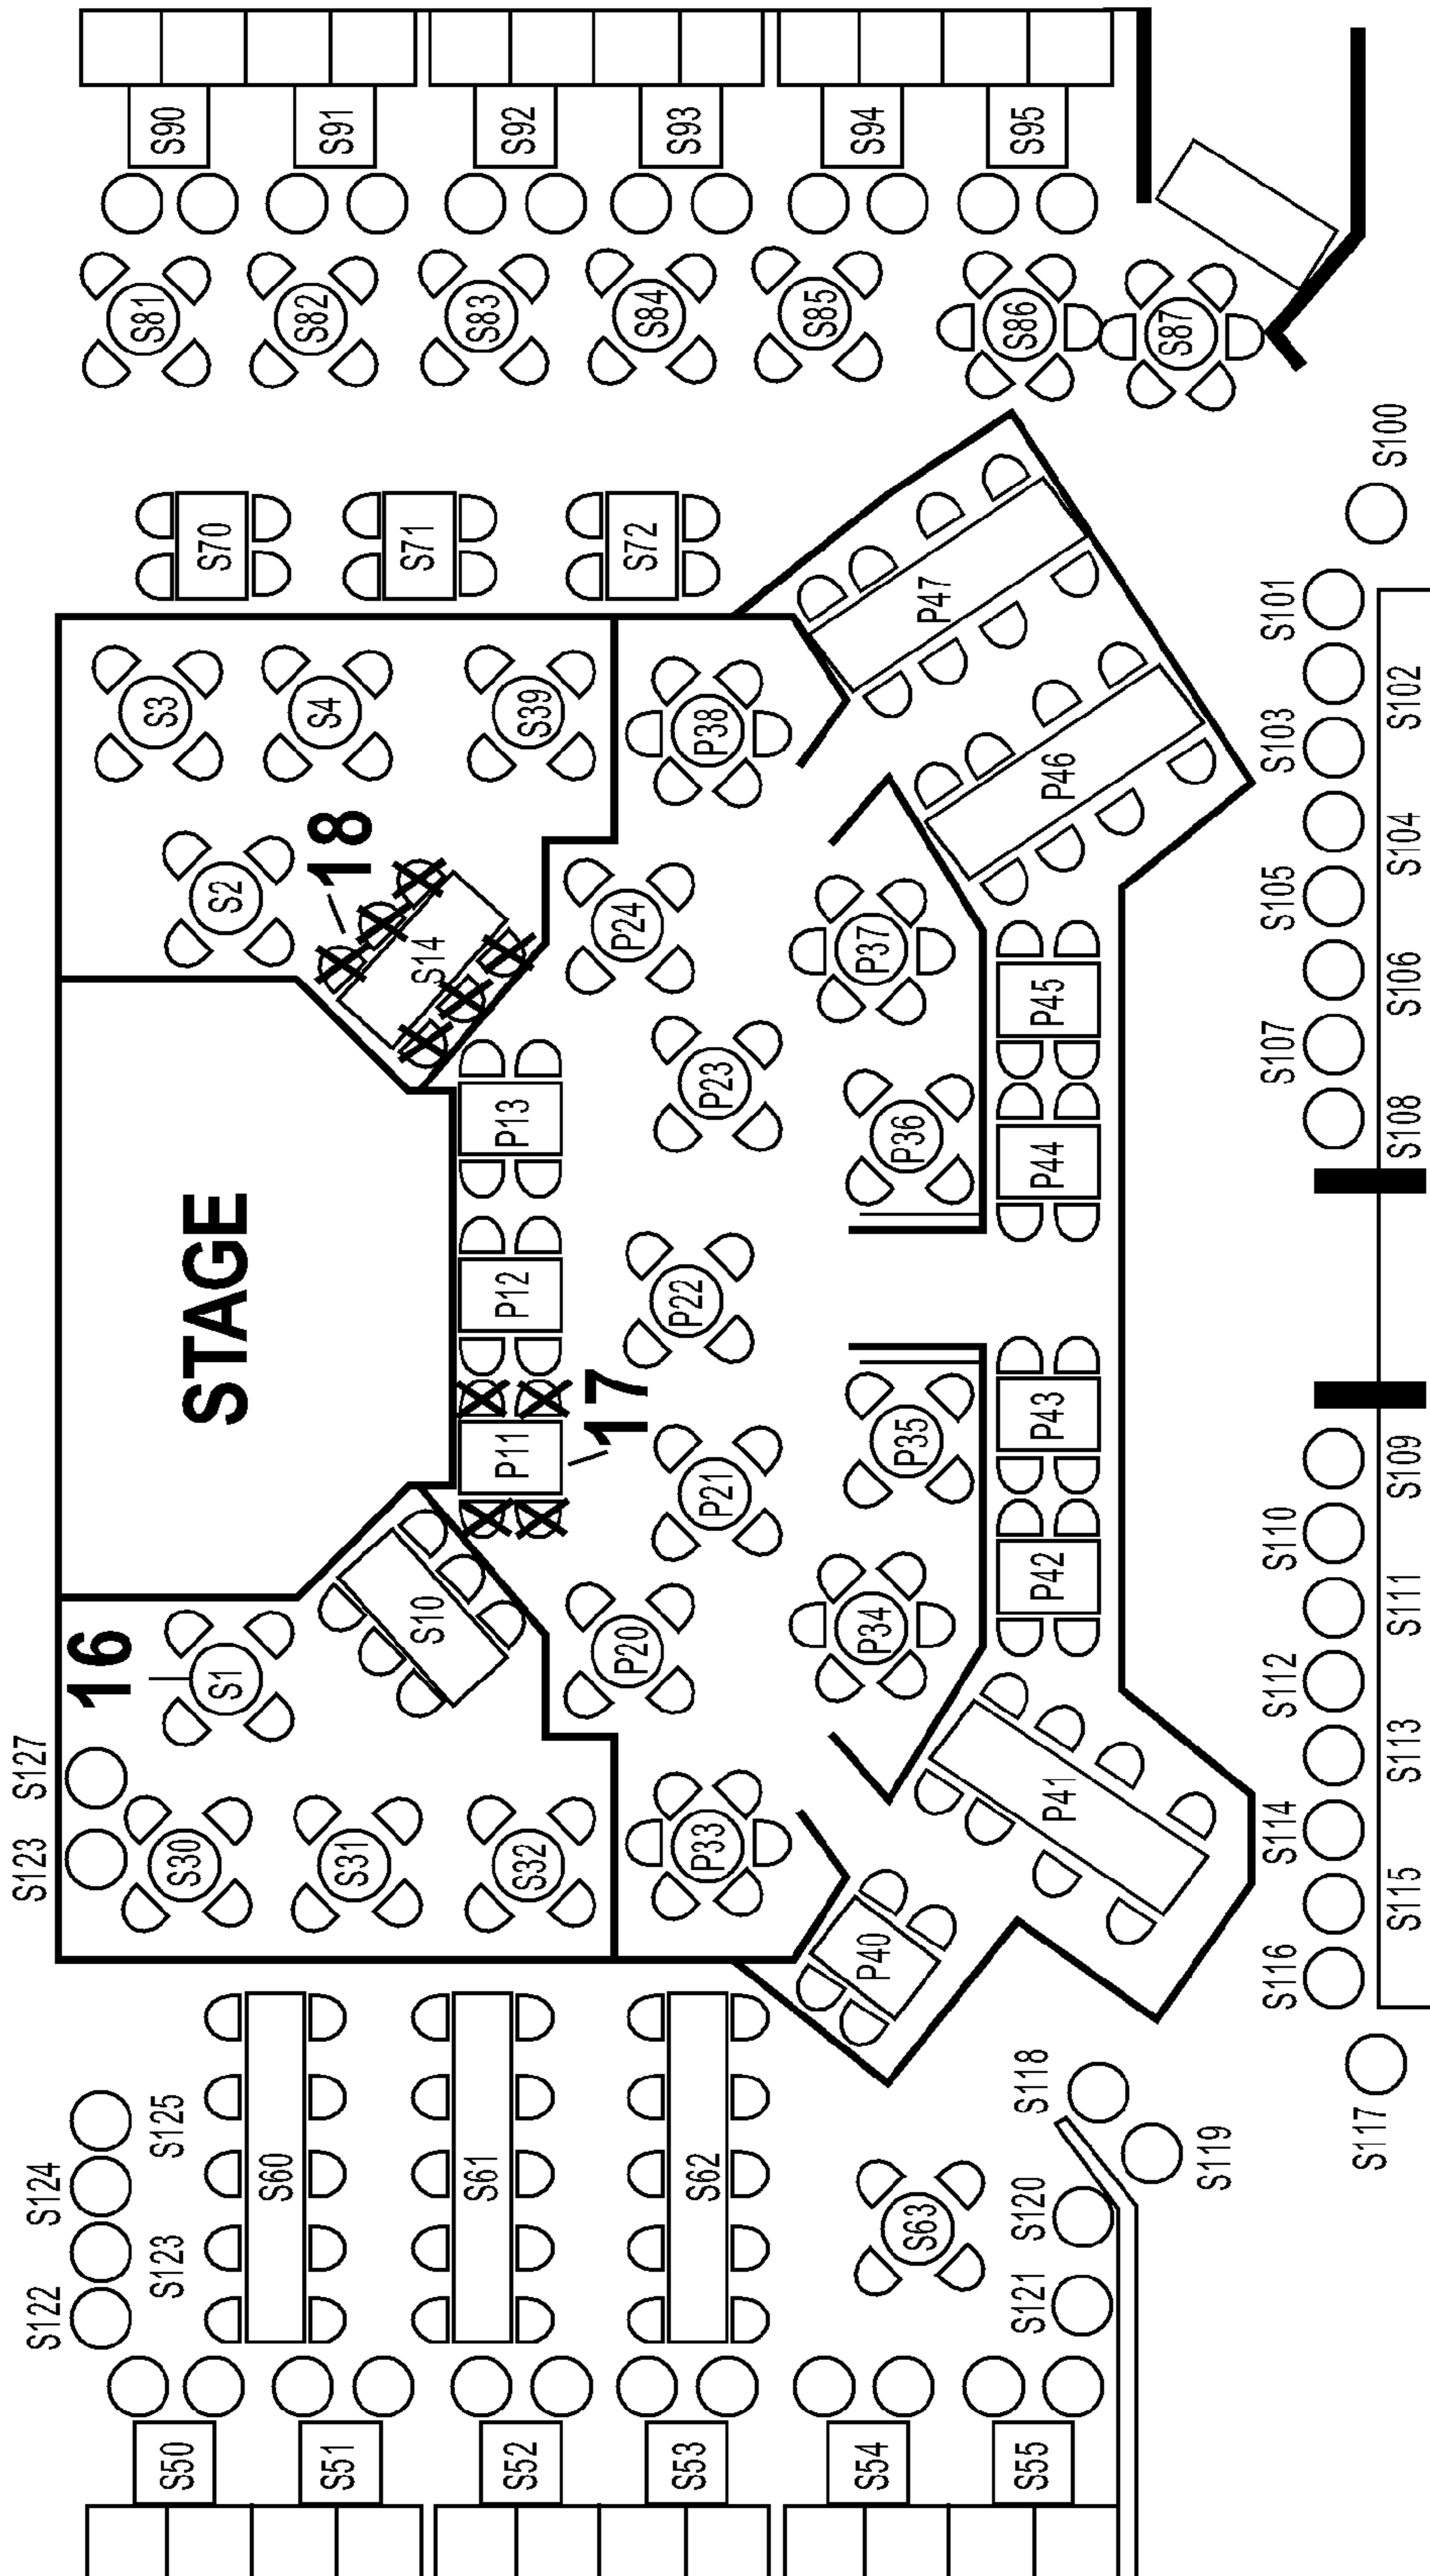 S122 S124 S123 S127
16
S50 S123 S125 S30 S3 S81 S90
S1 STAGE S2 S70
S60
S51 S31 18 S4 S82 S91
S10 S14 S71
S61 S83
S52 S32 P11 P12 P13 S39 S92
17 P20 P24 S72 S84
S53 S62 P33 P21 P22 P23 P38 S93
S85
S54 P40 P34 P37 S94
S63 P35 P36 P47
S55 S121 S120 S118 P41 P42 P43 P44 P45 P46 S86 S95
S119 S87
S116 S114 S112 S110 S107 S105 S103 S101
S117 S115 S113 S111 S109 S108 S106 S104 S102 S100